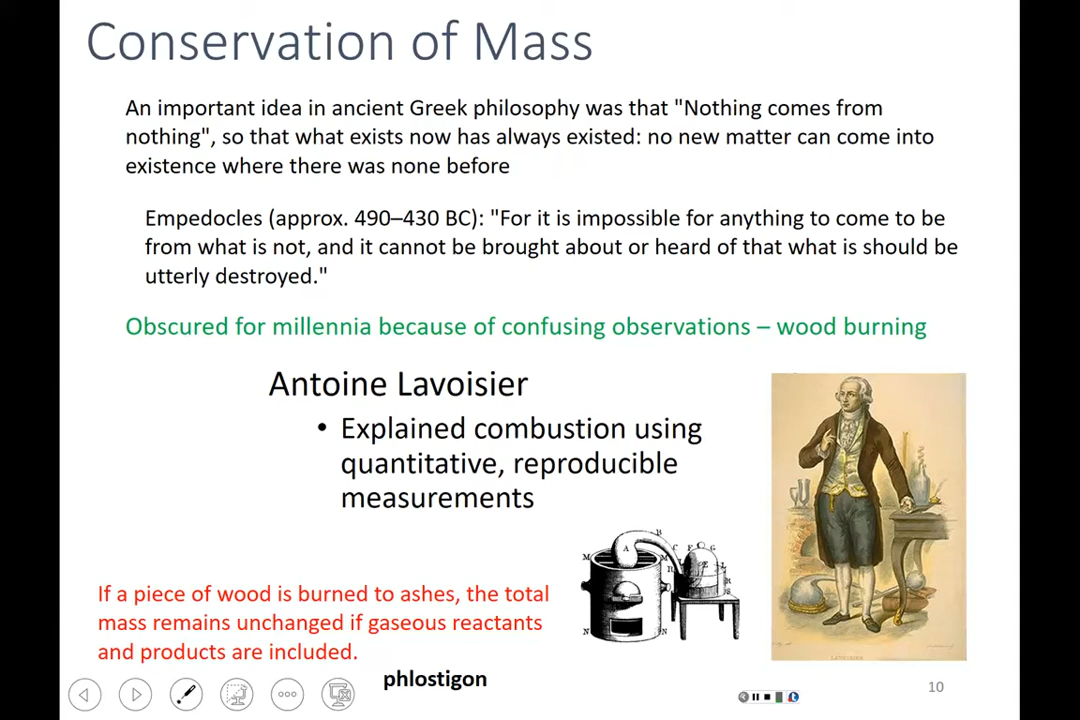 Conservation of Mass
An important idea in ancient Greek philosophy was that "Nothing comes from
nothing", so that what exists now has always existed: no new matter can come into
existence where there was none before
Empedocles (approx. 490–430 BC): "For it is impossible for anything to come to be
from what is not, and it cannot be brought about or heard of that what is should be
utterly destroyed."
Obscured for millennia because of confusing observations – wood burning
Antoine Lavoisier
• Explained combustion using
quantitative, reproducible
measurements
If a piece of wood is burned to ashes, the total
mass remains unchanged if gaseous reactants
and products are included.
phlostigon
LAVOISIER
10